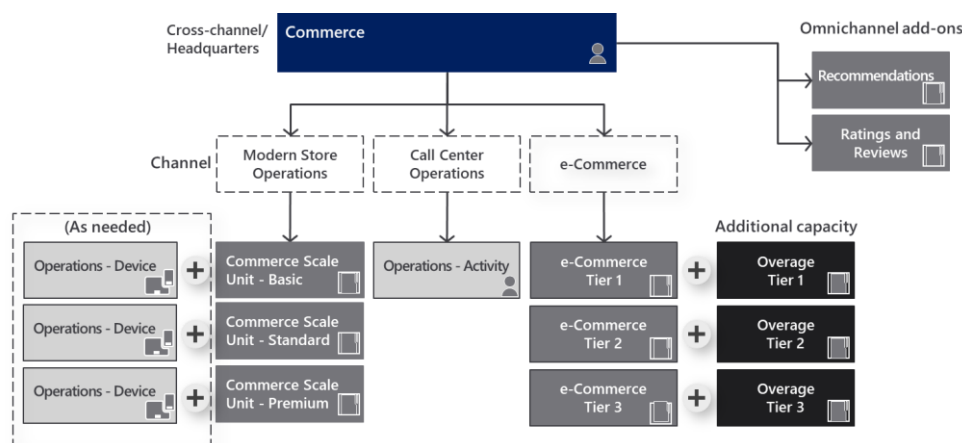 Cross-channel/
Headquarters
Commerce
Omnichannel add-ons
Recommendations
Ratings and
Reviews
Channel
Modern Store
Operations
Call Center
Operations
e-Commerce
(As needed)
Additional capacity
Operations - Device
Commerce Scale
Unit - Basic
Operations - Activity
e-Commerce
Tier 1
Overage
Tier 1
Operations - Device
Commerce Scale
Unit - Standard
e-Commerce
Tier 2
Overage
Tier 2
Operations - Device
Commerce Scale
Unit - Premium
e-Commerce
Tier 3
Overage
Tier 3